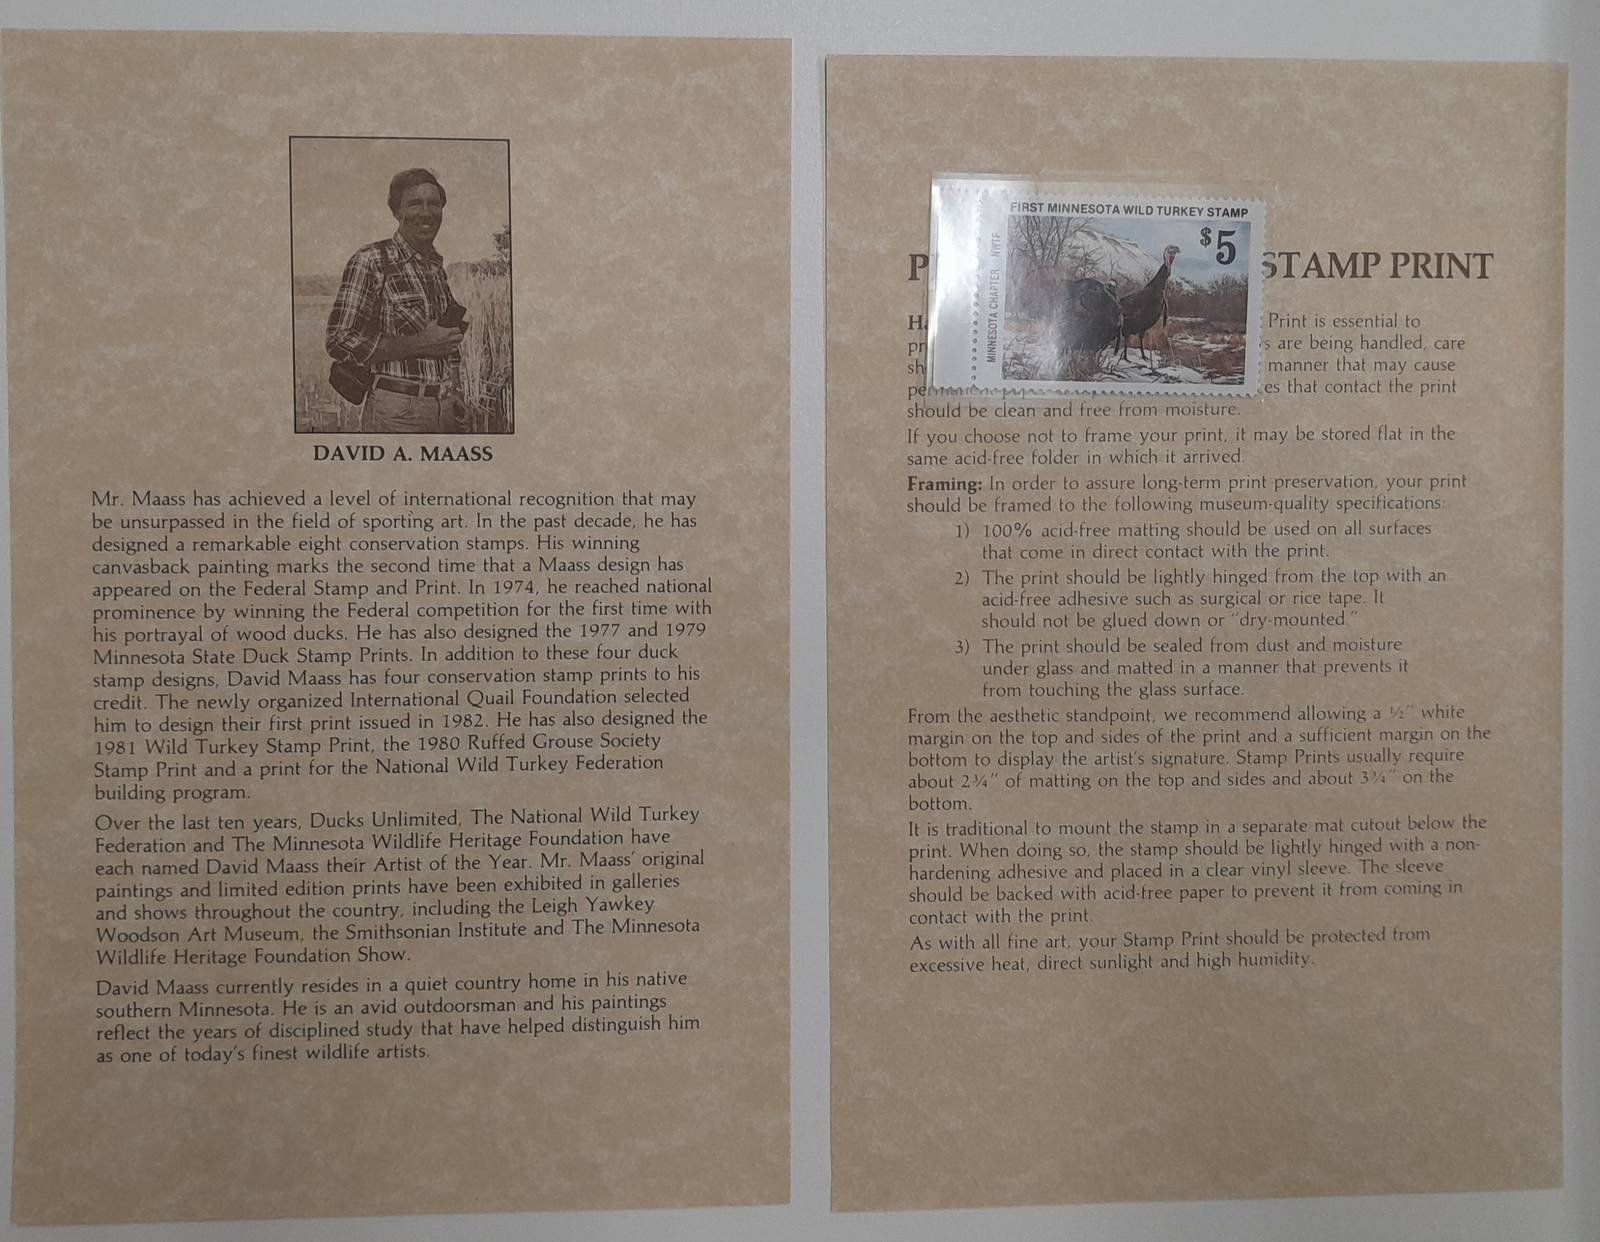 DAVID A. MAASS
Mr. Maass has achieved a level of international recognition that may
be unsurpassed in the field of sporting art. In the past decade, he has
designed a remarkable eight conservation stamps. His winning
canvasback painting marks the second time that a Maass design has
appeared on the Federal Stamp and Print. In 1974, he reached national
prominence by winning the Federal competition for the first time with
his portrayal of wood ducks. He has also designed the 1977 and 1979
Minnesota State Duck Stamp Prints. In addition to these four duck
stamp designs, David Maass has four conservation stamp prints to his
credit. The newly organized International Quail Foundation selected
him to design their first print issued in 1982. He has also designed the
1981 Wild Turkey Stamp Print, the 1980 Ruffed Grouse Society
Stamp Print and a print for the National Wild Turkey Federation
building program.
Over the last ten years, Ducks Unlimited, The National Wild Turkey
Federation and The Minnesota Wildlife Heritage Foundation have
each named David Maass their Artist of the Year. Mr. Maass' original
paintings and limited edition prints have been exhibited in galleries
and shows throughout the country, including the Leigh Yawkey
Woodson Art Museum, the Smithsonian Institute and The Minnesota
Wildlife Heritage Foundation Show.
David Maass currently resides in a quiet country home in his native
southern Minnesota. He is an avid outdoorsman and his paintings
reflect the years of disciplined study that have helped distinguish him
as one of today's finest wildlife artists.
FIRST MINNESOTA WILD TURKEY STAMP
$5
MINNESOTA CHAPTER NWTF
STAMP PRINT
Print is essential to
are being handled, care
manner that may cause
that contact the print
should be clean and free from moisture.
If you choose not to frame your print, it may be stored flat in the
same acid-free folder in which it arrived.
Framing: In order to assure long-term print preservation, your print
should be framed to the following museum-quality specifications:
1) 100% acid-free matting should be used on all surfaces
that come in direct contact with the print.
2) The print should be lightly hinged from the top with an
acid-free adhesive such as surgical or rice tape. It
should not be glued down or "dry-mounted."
3) The print should be sealed from dust and moisture
under glass and matted in a manner that prevents it
from touching the glass surface.
From the aesthetic standpoint, we recommend allowing a ½" white
margin on the top and sides of the print and a sufficient margin on the
bottom to display the artist's signature. Stamp Prints usually require
about 2¾" of matting on the top and sides and about 3¼" on the
bottom.
It is traditional to mount the stamp in a separate mat cutout below the
print. When doing so, the stamp should be lightly hinged with a non-
hardening adhesive and placed in a clear vinyl sleeve. The sleeve
should be backed with acid-free paper to prevent it from coming in
contact with the print.
As with all fine art, your Stamp Print should be protected from
excessive heat, direct sunlight and high humidity.